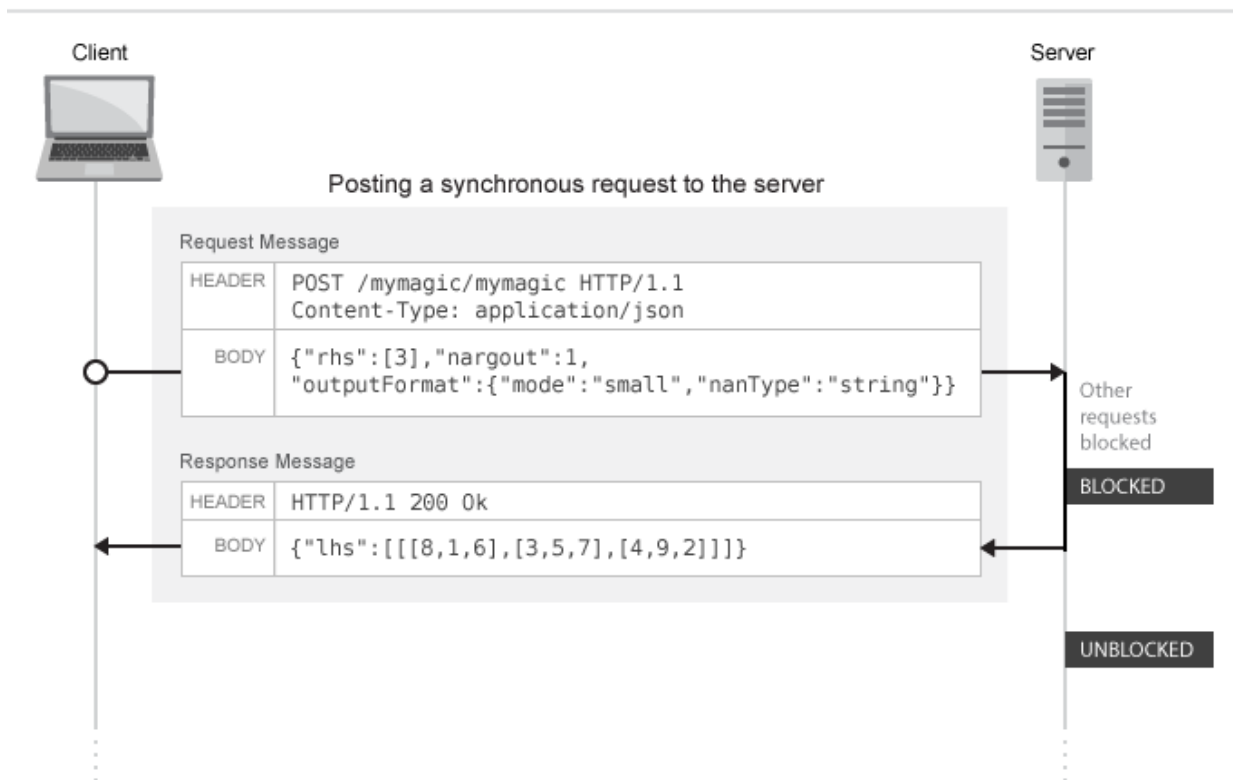 Client
Server
Posting a synchronous request to the server
Request Message
HEADER
POST /mymagic/mymagic HTTP/1.1
Content-Type: application/json
BODY
{"rhs":[3],"nargout":1,
"outputFormat":{"mode":"small","nanType":"string"}}
Other
requests
blocked
BLOCKED
Response Message
HEADER
HTTP/1.1 200 Ok
BODY
{"lhs":[[[8,1,6],[3,5,7],[4,9,2]]]}
UNBLOCKED